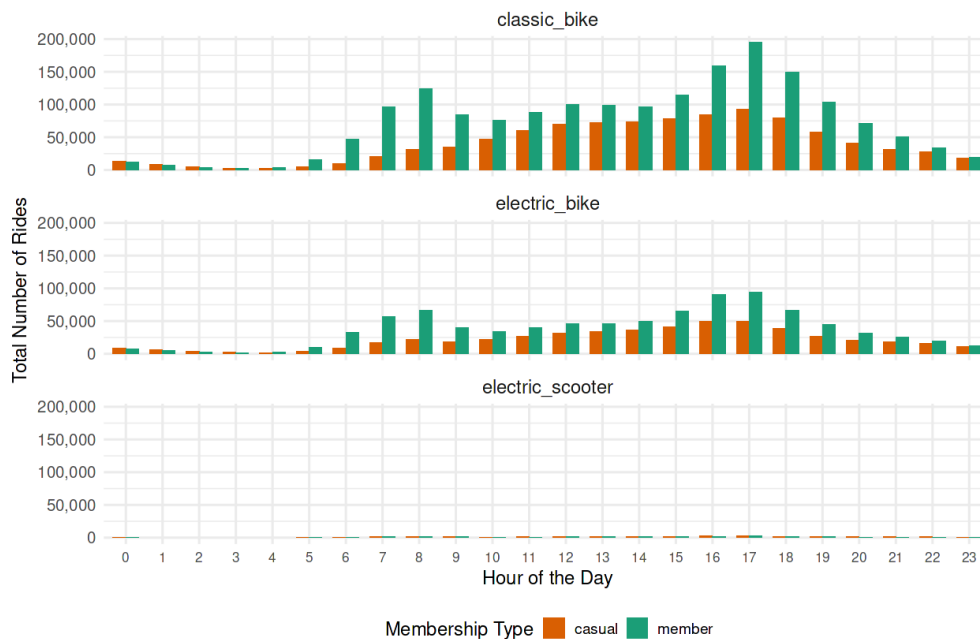 classic_bike
200,000
150,000
100,000
50,000
0
electric_bike
200,000
150,000
100,000
50,000
0
electric_scooter
200,000
150,000
100,000
50,000
0
0 1 2 3 4 5 6 7 8 9 10 11 12 13 14 15 16 17 18 19 20 21 22 23
Total Number of Rides
Hour of the Day
Membership Type casual member